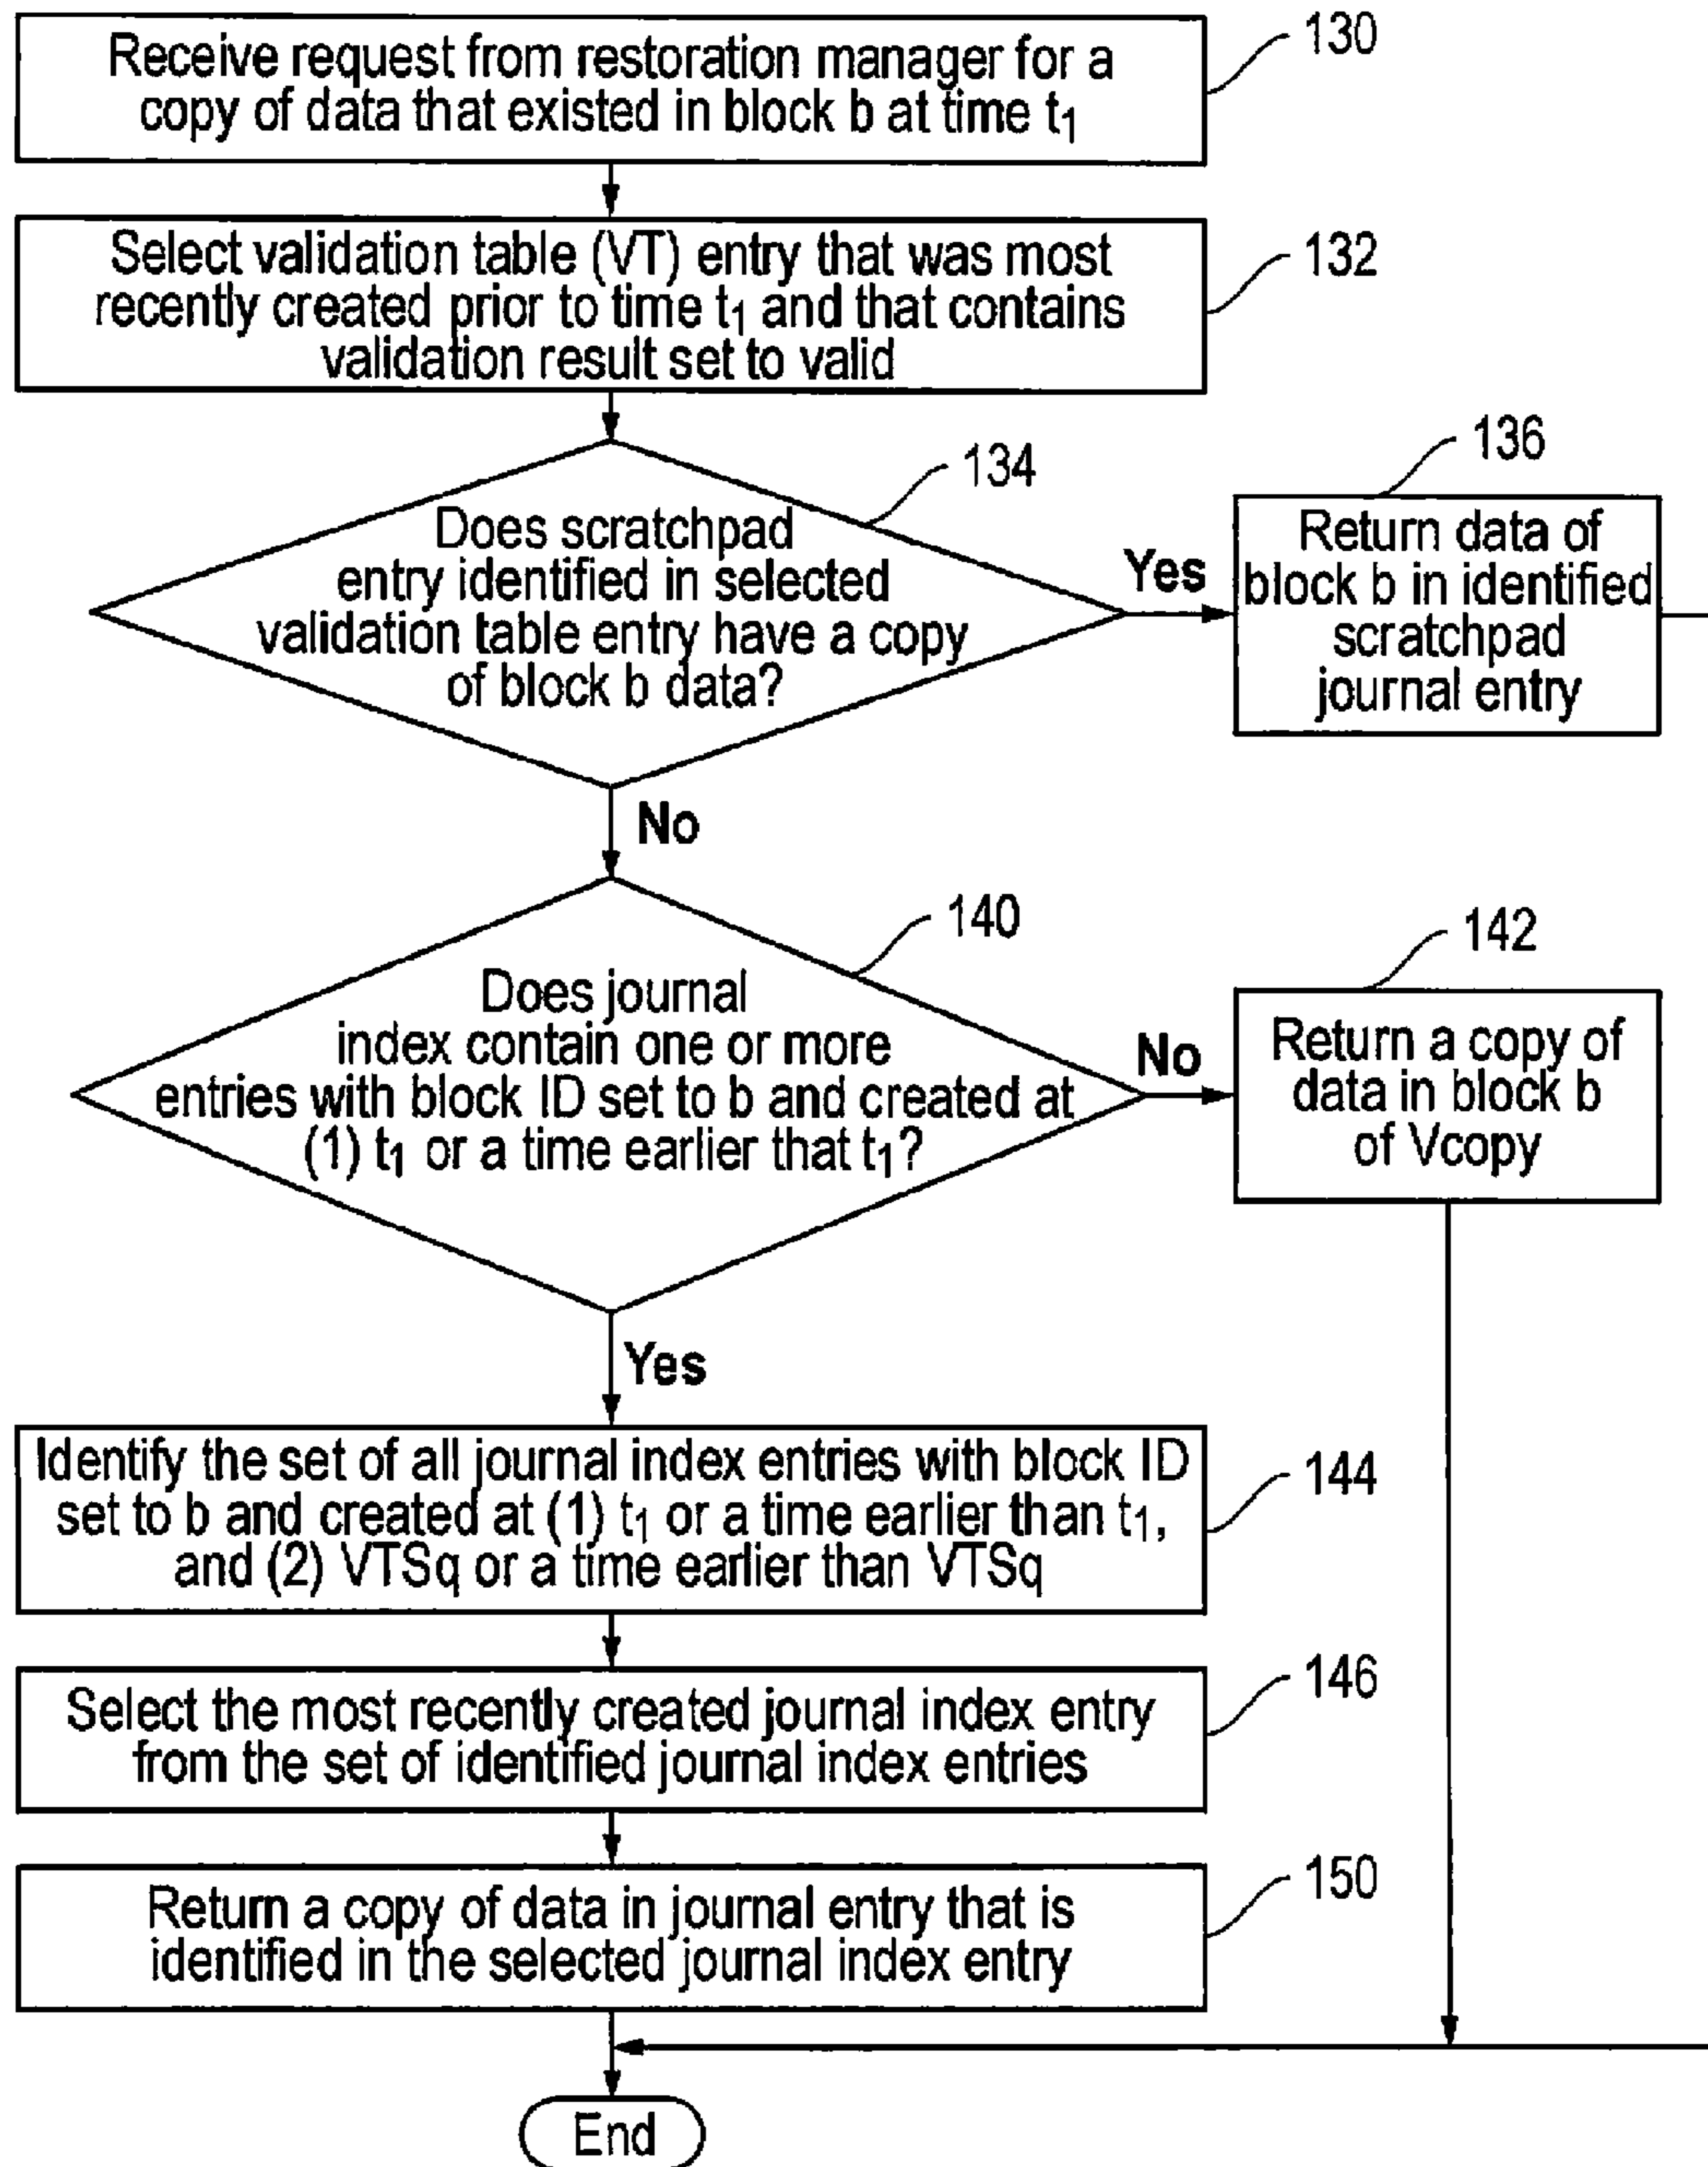 Receive request from restoration manager for a
copy of data that existed in block b at time t₁
130
Select validation table (VT) entry that was most
recently created prior to time t₁ and that contains
validation result set to valid
132
Does scratchpad
entry identified in selected
validation table entry have a copy
of block b data?
134
Yes
136
Return data of
block b in identified
scratchpad
journal entry
No
Does journal
index contain one or more
entries with block ID set to b and created at
(1) t₁ or a time earlier that t₁?
140
No
142
Return a copy of
data in block b
of Vcopy
Yes
Identify the set of all journal index entries with block ID
set to b and created at (1) t₁ or a time earlier than t₁,
and (2) VTSq or a time earlier than VTSq
144
Select the most recently created journal index entry
from the set of identified journal index entries
146
Return a copy of data in journal entry that is
identified in the selected journal index entry
150
End